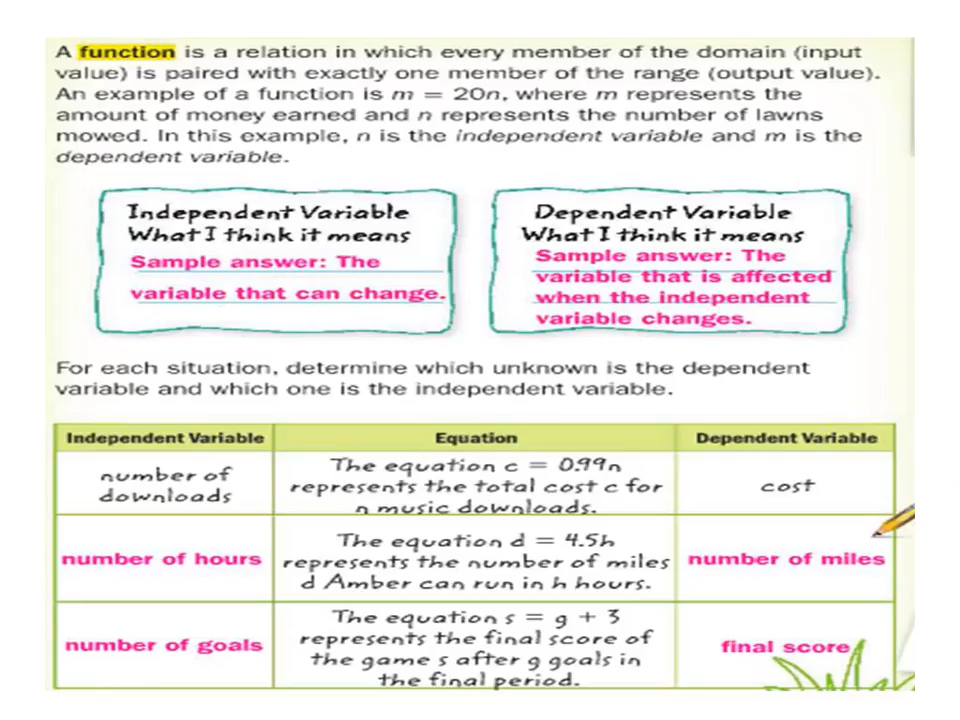 A function is a relation in which every member of the domain (input
value) is paired with exactly one member of the range (output value).
An example of a function is m = 20n, where m represents the
amount of money earned and n represents the number of lawns
mowed. In this example, n is the independent variable and m is the
dependent variable.
Independent Variable
What I think it means
Sample answer: The
variable that can change.
Dependent Variable
What I think it means
Sample answer: The
variable that is affected
when the independent
variable changes.
For each situation, determine which unknown is the dependent
variable and which one is the independent variable.
Independent Variable
Equation
Dependent Variable
number of
downloads
The equation c = 0.99n
represents the total cost c for
n music downloads.
cost
number of hours
The equation d = 4.5h
represents the number of miles
d Amber can run in h hours.
number of miles
number of goals
The equation s = g + 3
represents the final score of
the game s after g goals in
the final period.
final score